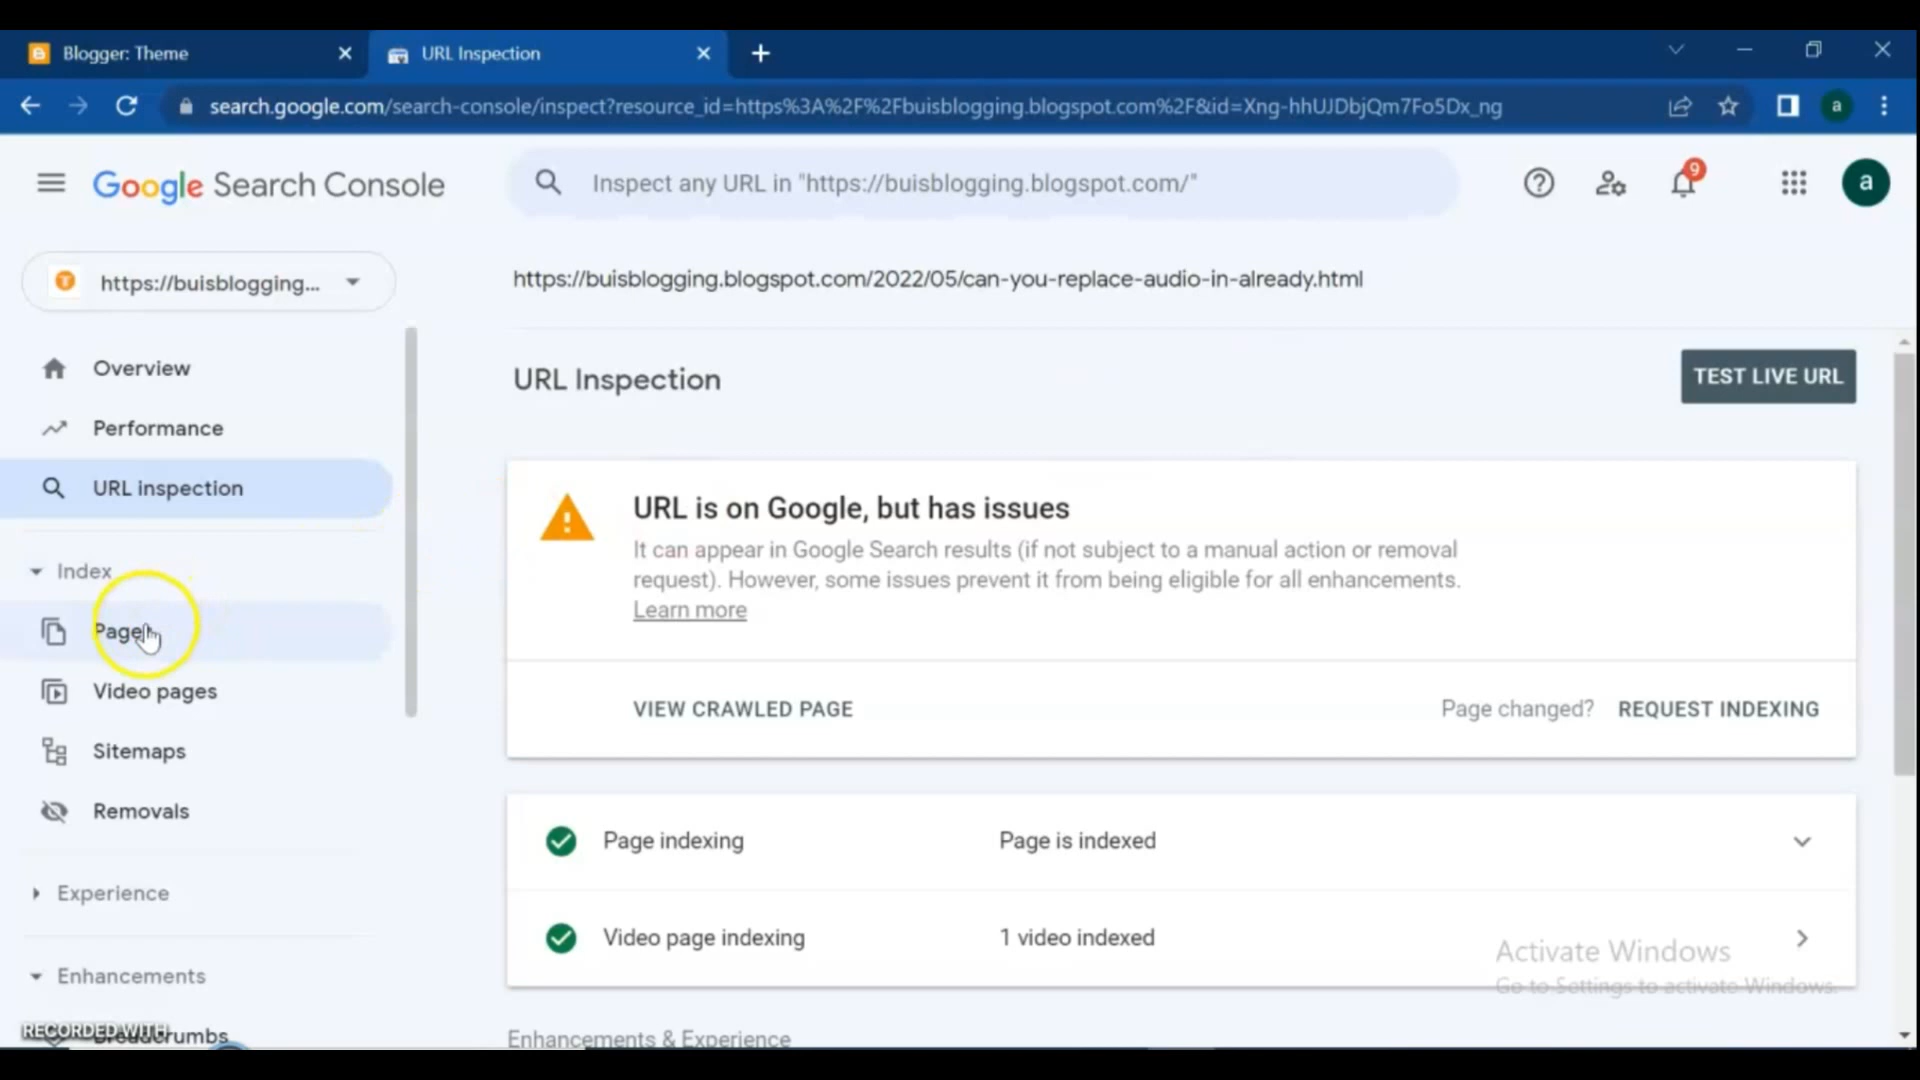 Blogger: Theme
URL Inspection
search.google.com/search-console/inspect?resource_id=https%3A%2F%2Fbuisblogging.blogspot.com%2F&id=Xng-hhUJDbjQm7Fo5Dx_ng
a
Google Search Console
Inspect any URL in "https://buisblogging.blogspot.com/"
9
a
https://buisblogging...
https://buisblogging.blogspot.com/2022/05/can-you-replace-audio-in-already.html
Overview
Performance
URL inspection
Index
Page
Video pages
Sitemaps
Removals
Experience
Enhancements
Breadcrumbs
RECORDED WITH
URL Inspection
TEST LIVE URL
URL is on Google, but has issues
It can appear in Google Search results (if not subject to a manual action or removal
request). However, some issues prevent it from being eligible for all enhancements.
Learn more
VIEW CRAWLED PAGE
Page changed?
REQUEST INDEXING
Page indexing
Page is indexed
Video page indexing
1 video indexed
Enhancements & Experience
Activate Windows
Go to Settings to activate Windows.